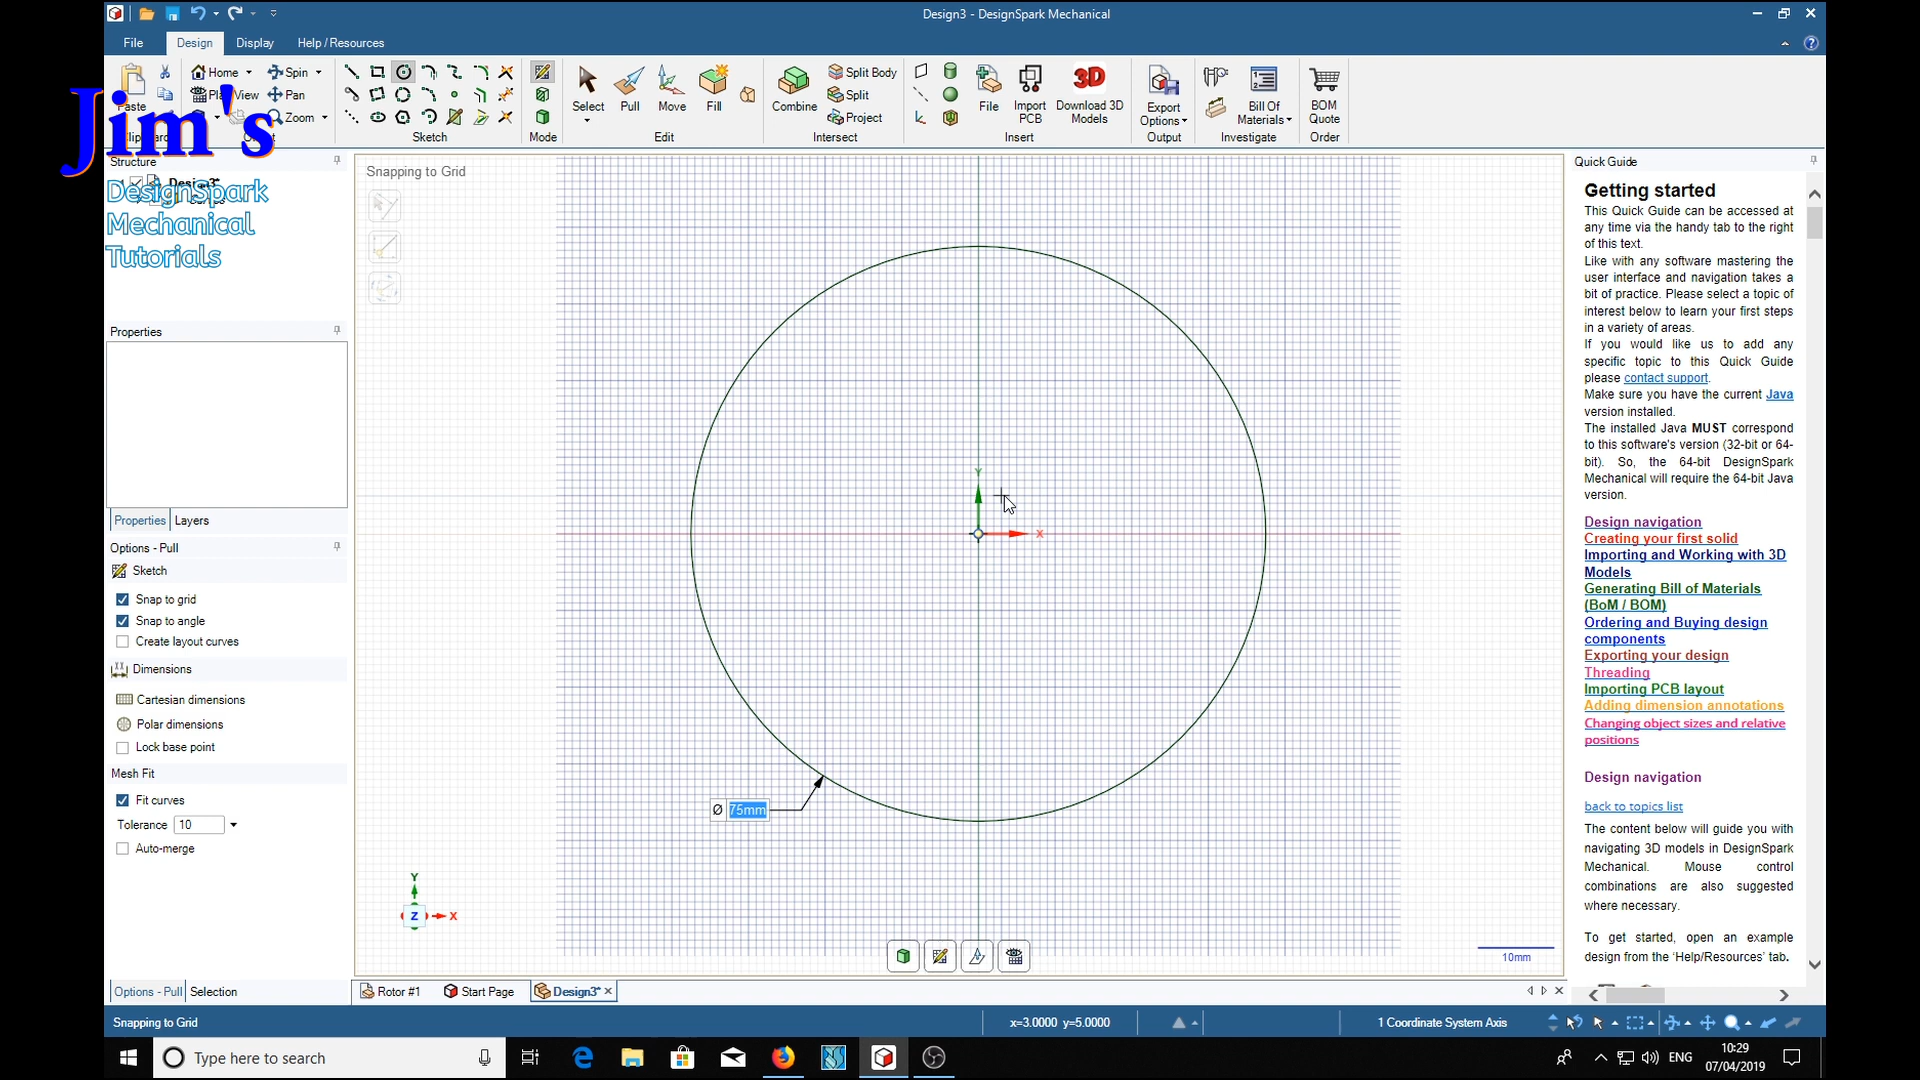 Design3 - DesignSpark Mechanical
File
Design
Display
Help / Resources
Paste
Home
Spin
Pan
Zoom
Sketch
Mode
Select
Pull
Move
Fill
Edit
Combine
Split Body
Split
Project
Intersect
File
Import
PCB
Download 3D
Models
Insert
Export
Options
Output
Bill Of
Materials
Investigate
BOM
Quote
Order
Jim's
DesignSpark
Mechanical
Tutorials
Structure
Design3*
Properties
Properties
Layers
Options - Pull
Sketch
Snap to grid
Snap to angle
Create layout curves
Dimensions
Cartesian dimensions
Polar dimensions
Lock base point
Mesh Fit
Fit curves
Tolerance 10
Auto-merge
Options - Pull
Selection
Snapping to Grid
Y
X
Ø 75mm
Y
Z
X
10mm
Rotor #1
Start Page
Design3*
Quick Guide
Getting started
This Quick Guide can be accessed at
any time via the handy tab to the right
of this text.
Like with any software mastering the
user interface and navigation takes a
bit of practice. Please select a topic of
interest below to learn your first steps
in a variety of areas.
If you would like us to add any
specific topic to this Quick Guide
please contact support.
Make sure you have the current Java
version installed.
The installed Java MUST correspond
to this software's version (32-bit or 64-
bit). So, the 64-bit DesignSpark
Mechanical will require the 64-bit Java
version.
Design navigation
Creating your first solid
Importing and Working with 3D
Models
Generating Bill of Materials
(BoM / BOM)
Ordering and Buying design
components
Exporting your design
Threading
Importing PCB layout
Adding dimension annotations
Changing object sizes and relative
positions
Design navigation
back to topics list
The content below will guide you with
navigating 3D models in DesignSpark
Mechanical. Mouse control
combinations are also suggested
where necessary.
To get started, open an example
design from the 'Help/Resources' tab.
Snapping to Grid
x=3.0000 y=5.0000
1 Coordinate System Axis
Type here to search
ENG
10:29
07/04/2019